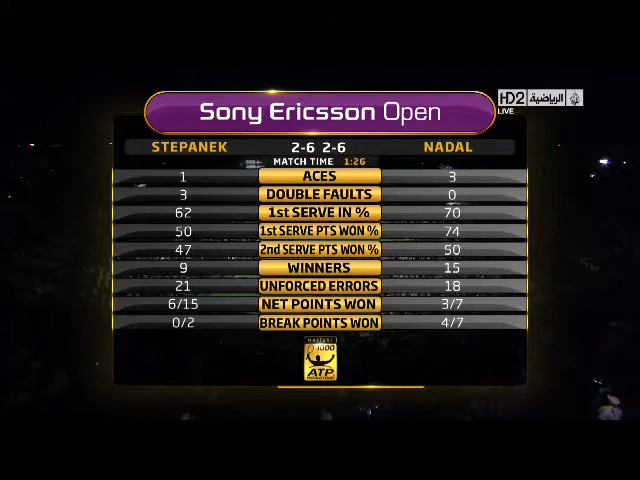 HD2 الرياضية
LIVE
Sony Ericsson Open
STEPANEK 2-6 2-6 NADAL
MATCH TIME 1:26
1 ACES 3
3 DOUBLE FAULTS 0
62 1st SERVE IN % 70
50 1st SERVE PTS WON % 74
47 2nd SERVE PTS WON % 50
9 WINNERS 15
21 UNFORCED ERRORS 18
6/15 NET POINTS WON 3/7
0/2 BREAK POINTS WON 4/7
MASTERS
1000
ATP